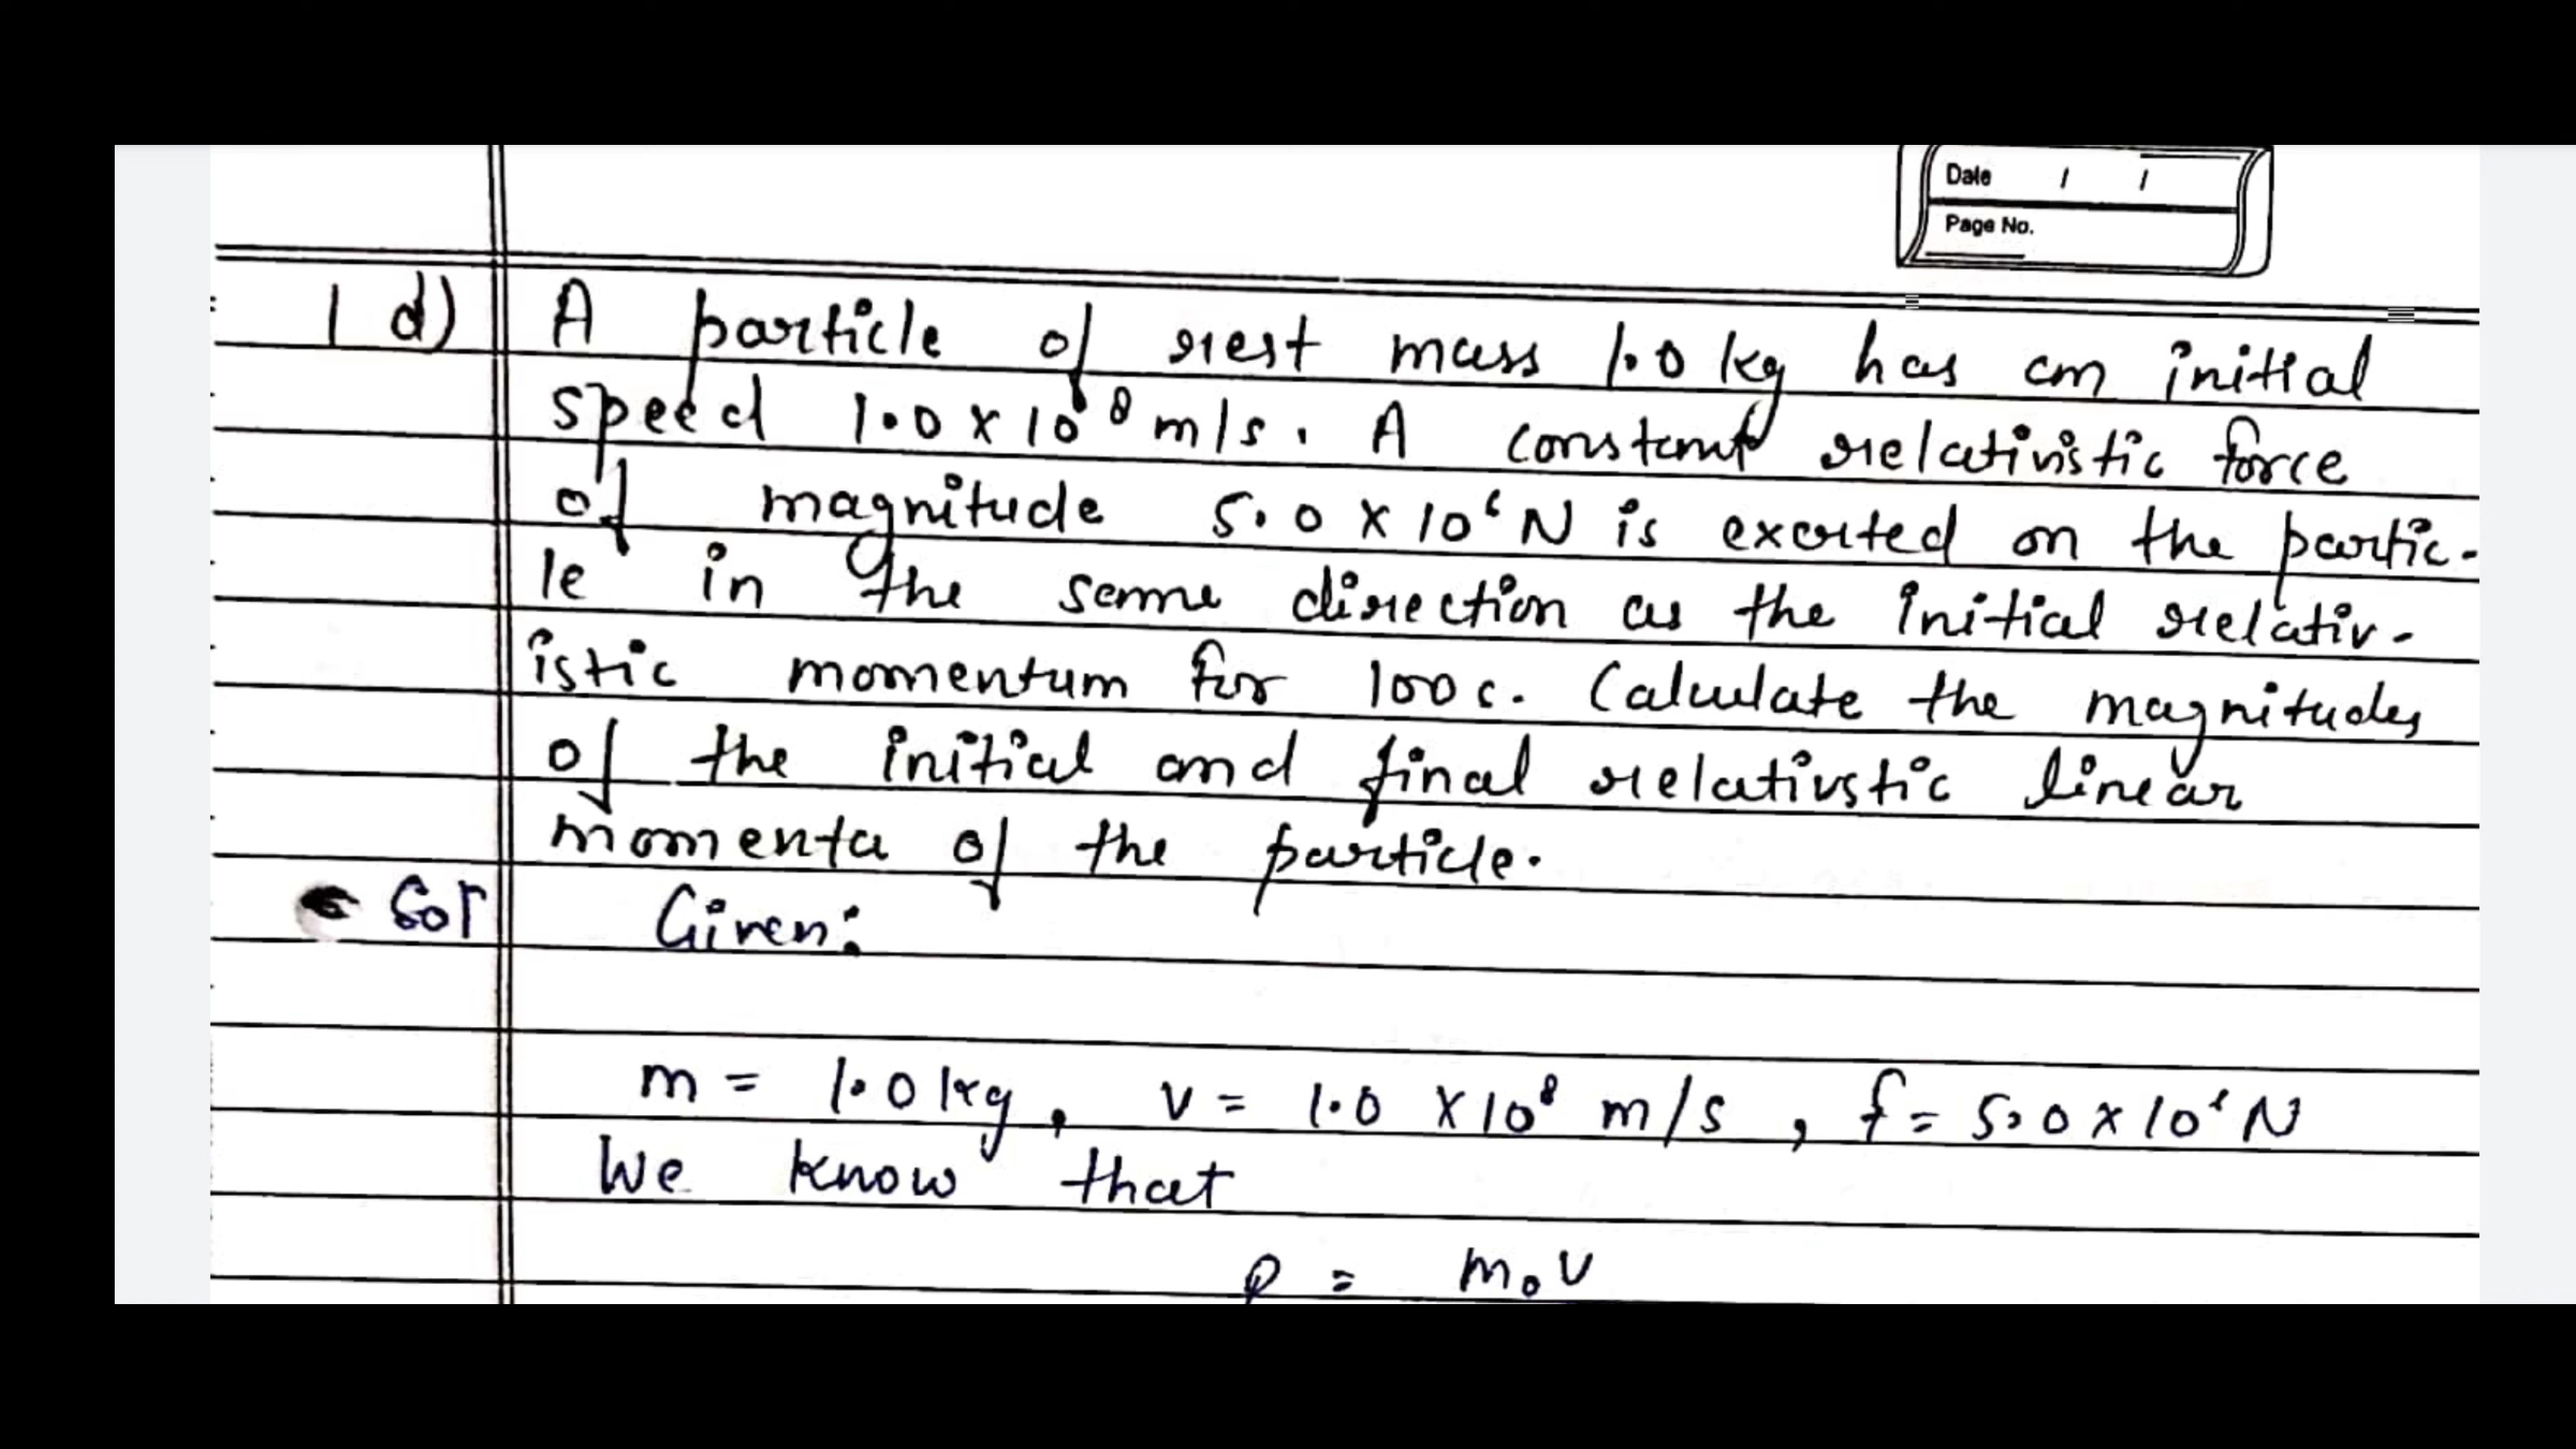 Date / /
Page No.
1 d) A particle of rest mass 1.0 kg has an initial
speed 1.0 x 10⁸ m/s. A constant relativistic force
of magnitude 5.0 x 10⁶ N is exerted on the partic-
le in the same direction as the initial relativ-
istic momentum for 100 s. Calculate the magnitudes
of the initial and final relativstic linear
momenta of the particle.
Sol Given:
m = 1.0 kg, v = 1.0 x 10⁸ m/s, f = 5.0 x 10⁶ N
We know that
p = m₀v